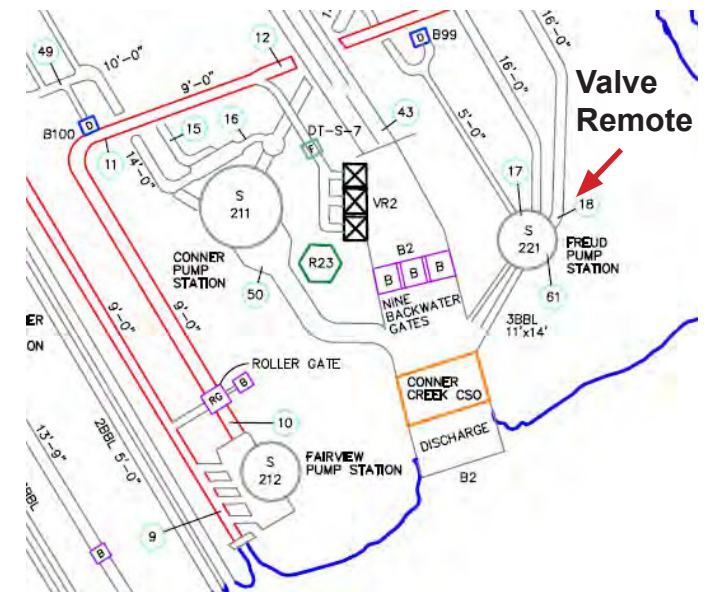 49
10'-0"
9'-0"
12
D
B99
16'-0"
16'-0"
Valve
Remote
D
B100
11
15
16
DT-S-7
F
43
5'-0"
14'-0"
17
18
S
211
VR2
S
221
FREUD
PUMP
STATION
CONNER
PUMP
STATION
R23
B2
B
B
B
50
NINE
BACKWATER
GATES
61
3BBL
11'x14'
9'-0"
9'-0"
ER
ON
ROLLER GATE
RG
B
CONNER
CREEK CSO
10
2BBL 5'-0"
13'-9"
DISCHARGE
FAIRVIEW
PUMP STATION
S
212
B2
BBL
9
B